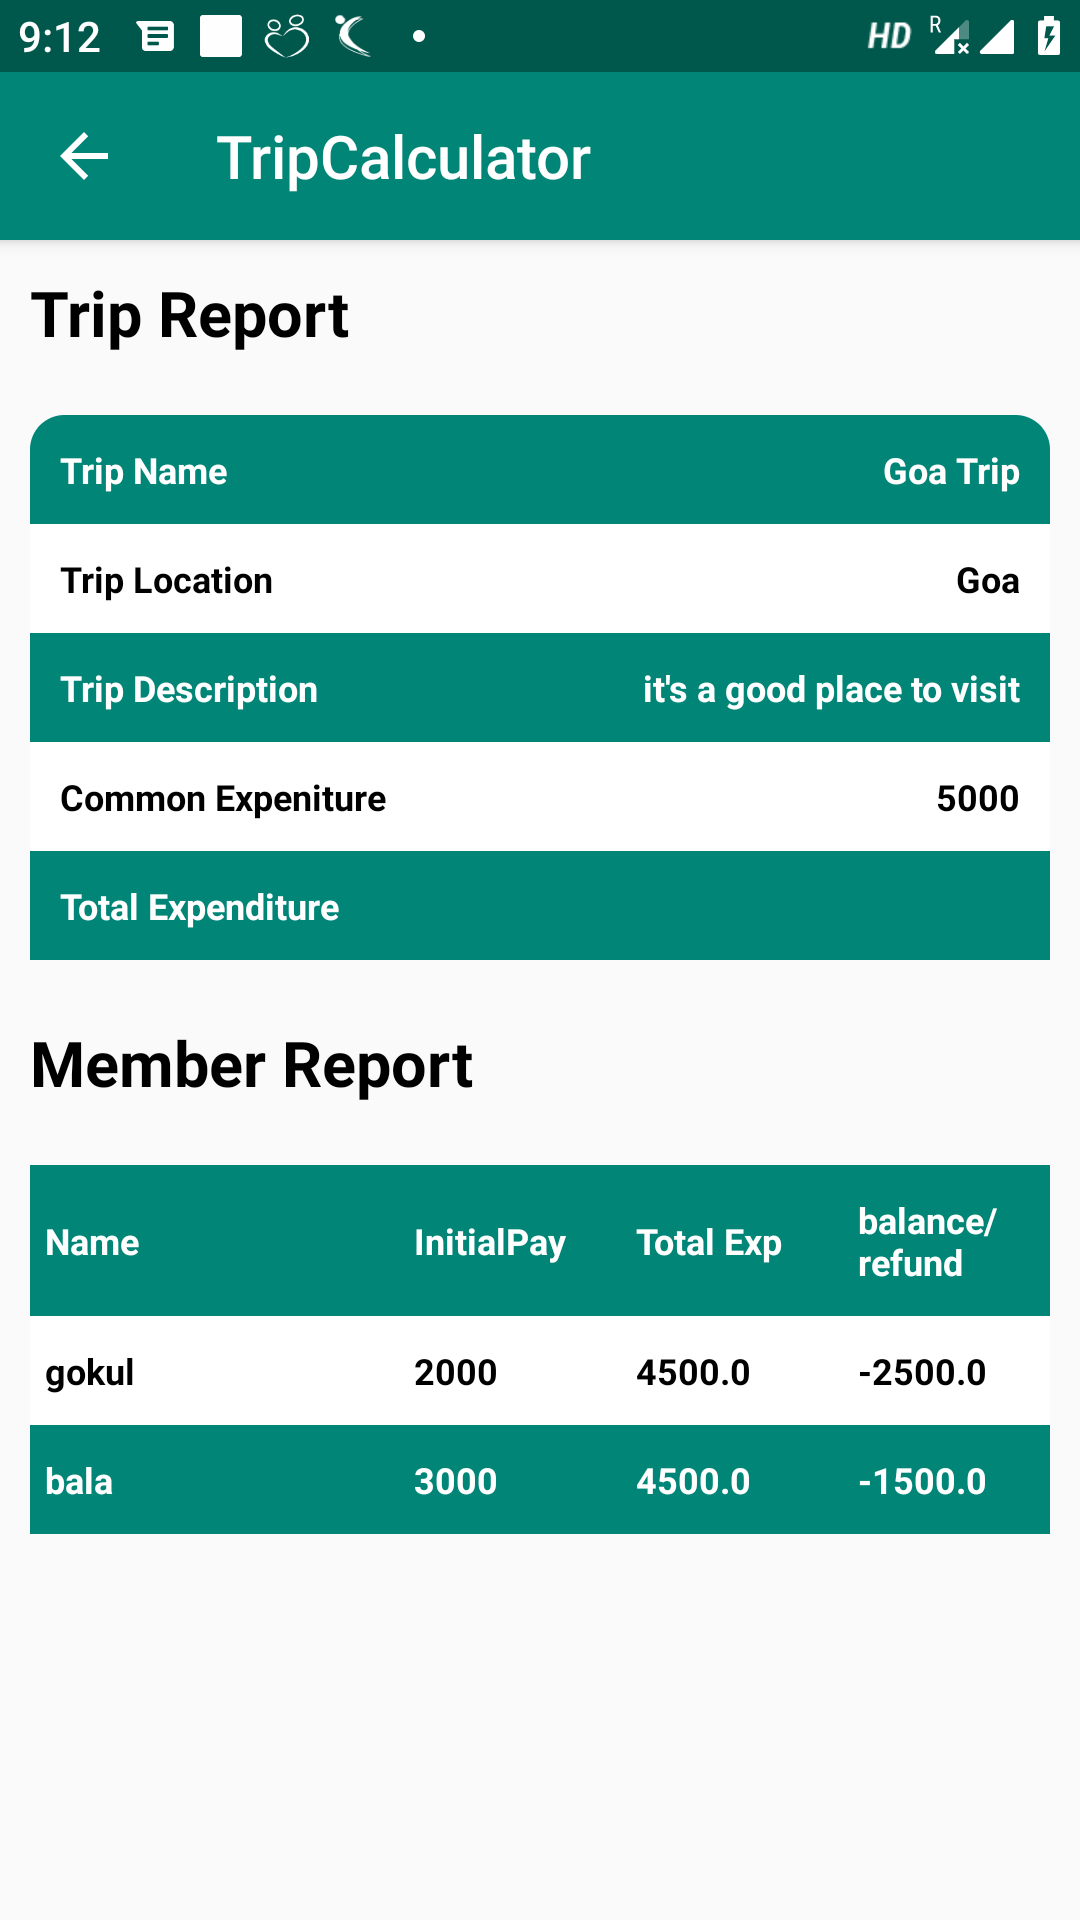 9:12 HD R
TripCalculator
Trip Report
Trip Name Goa Trip
Trip Location Goa
Trip Description it's a good place to visit
Common Expeniture 5000
Total Expenditure
Member Report
Name InitialPay Total Exp balance/
refund
gokul 2000 4500.0 -2500.0
bala 3000 4500.0 -1500.0